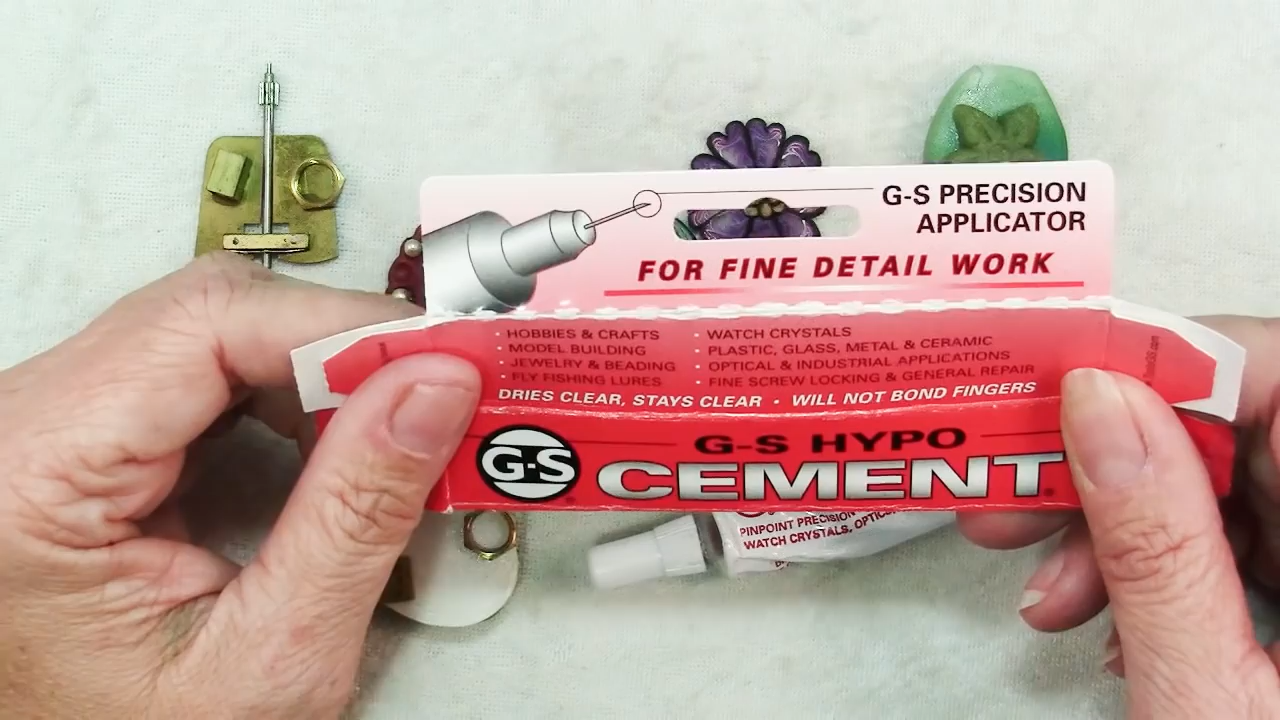 G-S PRECISION
APPLICATOR
FOR FINE DETAIL WORK
• HOBBIES & CRAFTS
• MODEL BUILDING
• JEWELRY & BEADING
• FLY FISHING LURES
• WATCH CRYSTALS
• PLASTIC, GLASS, METAL & CERAMIC
• OPTICAL & INDUSTRIAL APPLICATIONS
• FINE SCREW LOCKING & GENERAL REPAIR
DRIES CLEAR, STAYS CLEAR • WILL NOT BOND FINGERS
G-S HYPO
G-S®
CEMENT®
PINPOINT PRECISION
WATCH CRYSTALS,